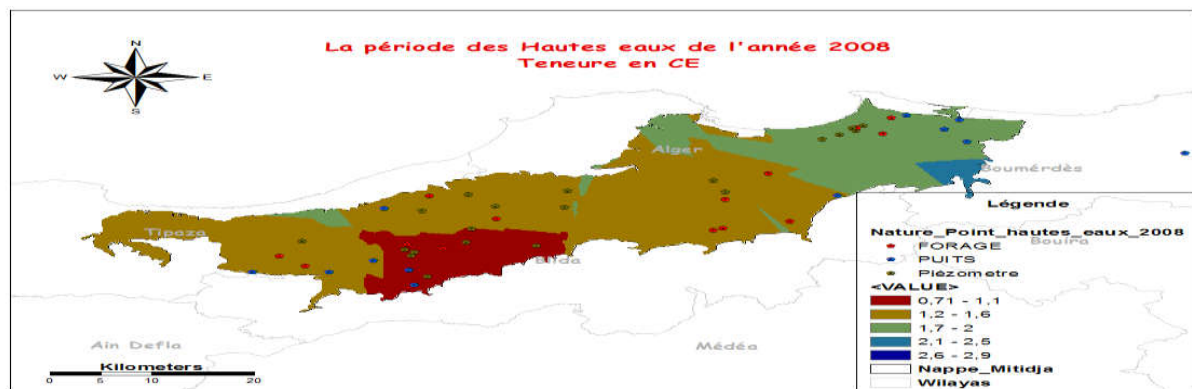 La période des Hautes eaux de l'année 2008
Teneure en CE
N
W
E
S
Alger
Boumérdès
Tipaza
Blida
Bouira
Ain Defla
Médéa
Kilometers
0 5 10 20
Légende
Nature_Point_hautes_eaux_2008
FORAGE
PUITS
Piézometre
<VALUE>
0,71 - 1,1
1,2 - 1,6
1,7 - 2
2,1 - 2,5
2,6 - 2,9
Nappe_Mitidja
Wilayas